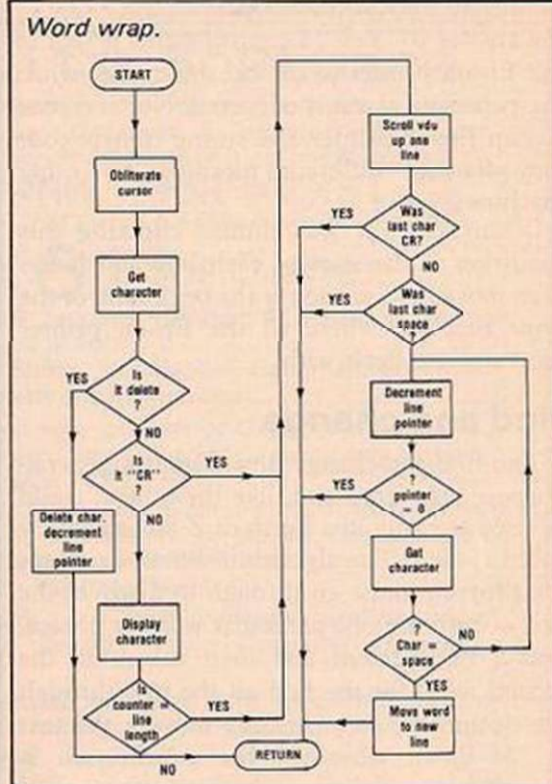 Word wrap.
START
Obliterate
cursor
Get
character
Is
it delete
?
YES
NO
Is
it "CR"
?
YES
NO
Delete char.
decrement
line
pointer
Display
character
Is
counter =
line
length
YES
NO
RETURN
Scroll vdu
up one
line
Was
last char
CR?
YES
NO
Was
last char
space
?
YES
Decrement
line
pointer
?
pointer
= 0
YES
Get
character
?
Char =
space
NO
YES
Move word
to new
line